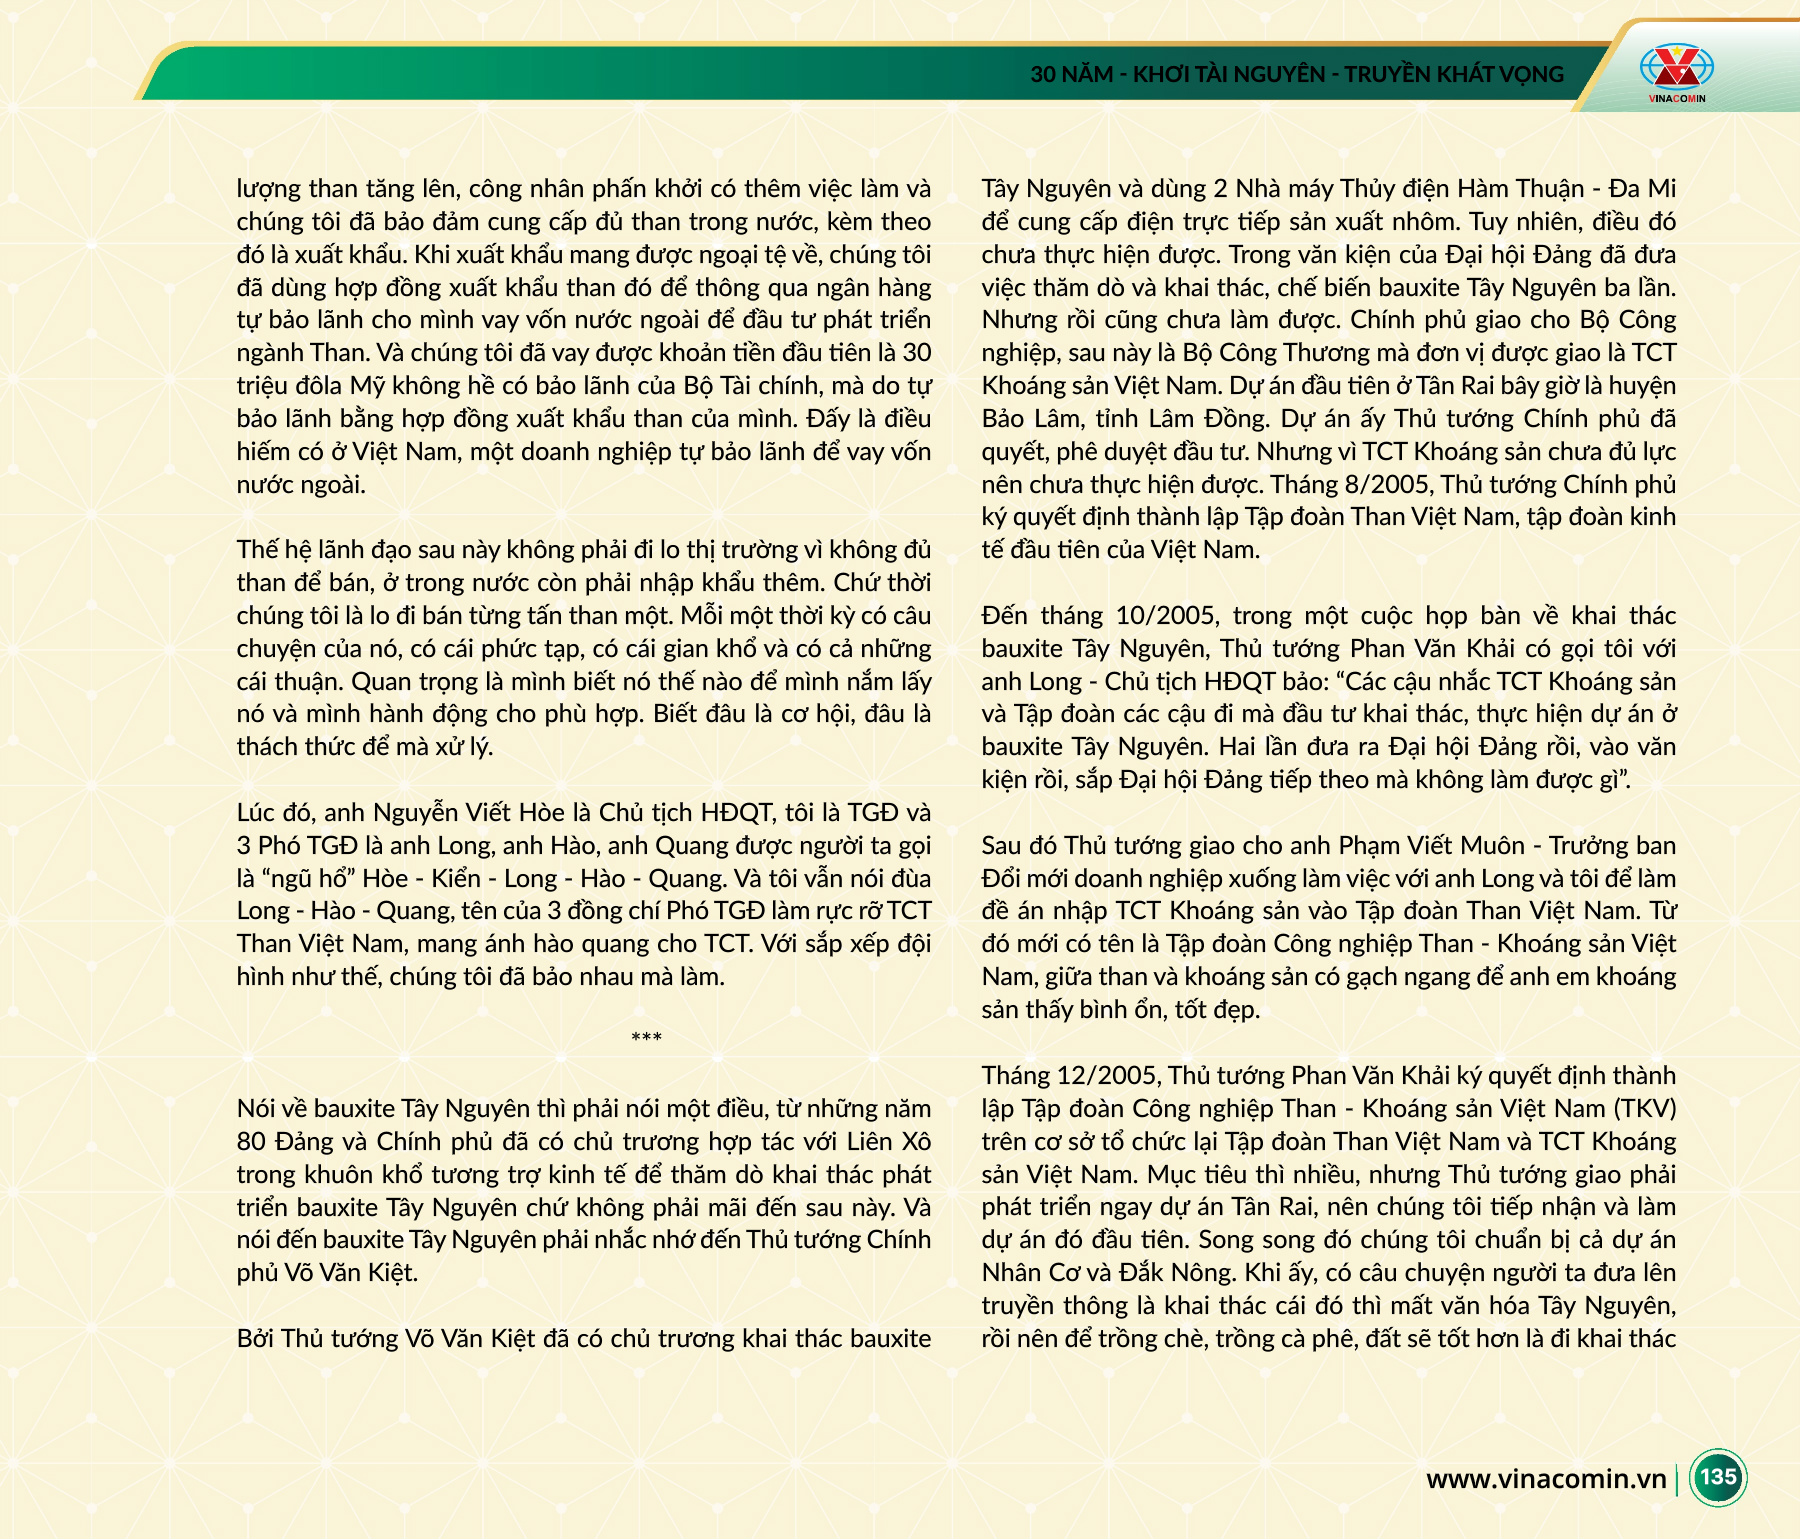 30 NĂM - KHƠI TÀI NGUYÊN - TRUYỀN KHÁT VỌNG
VINACOMIN
lượng than tăng lên, công nhân phấn khởi có thêm việc làm và
chúng tôi đã bảo đảm cung cấp đủ than trong nước, kèm theo
đó là xuất khẩu. Khi xuất khẩu mang được ngoại tệ về, chúng tôi
đã dùng hợp đồng xuất khẩu than đó để thông qua ngân hàng
tự bảo lãnh cho mình vay vốn nước ngoài để đầu tư phát triển
ngành Than. Và chúng tôi đã vay được khoản tiền đầu tiên là 30
triệu đôla Mỹ không hề có bảo lãnh của Bộ Tài chính, mà do tự
bảo lãnh bằng hợp đồng xuất khẩu than của mình. Đấy là điều
hiếm có ở Việt Nam, một doanh nghiệp tự bảo lãnh để vay vốn
nước ngoài.
Thế hệ lãnh đạo sau này không phải đi lo thị trường vì không đủ
than để bán, ở trong nước còn phải nhập khẩu thêm. Chứ thời
chúng tôi là lo đi bán từng tấn than một. Mỗi một thời kỳ có câu
chuyện của nó, có cái phức tạp, có cái gian khổ và có cả những
cái thuận. Quan trọng là mình biết nó thế nào để mình nắm lấy
nó và mình hành động cho phù hợp. Biết đâu là cơ hội, đâu là
thách thức để mà xử lý.
Lúc đó, anh Nguyễn Viết Hòe là Chủ tịch HĐQT, tôi là TGĐ và
3 Phó TGĐ là anh Long, anh Hào, anh Quang được người ta gọi
là “ngũ hổ” Hòe - Kiển - Long - Hào - Quang. Và tôi vẫn nói đùa
Long - Hào - Quang, tên của 3 đồng chí Phó TGĐ làm rực rỡ TCT
Than Việt Nam, mang ánh hào quang cho TCT. Với sắp xếp đội
hình như thế, chúng tôi đã bảo nhau mà làm.
***
Nói về bauxite Tây Nguyên thì phải nói một điều, từ những năm
80 Đảng và Chính phủ đã có chủ trương hợp tác với Liên Xô
trong khuôn khổ tương trợ kinh tế để thăm dò khai thác phát
triển bauxite Tây Nguyên chứ không phải mãi đến sau này. Và
nói đến bauxite Tây Nguyên phải nhắc nhớ đến Thủ tướng Chính
phủ Võ Văn Kiệt.
Bởi Thủ tướng Võ Văn Kiệt đã có chủ trương khai thác bauxite
Tây Nguyên và dùng 2 Nhà máy Thủy điện Hàm Thuận - Đa Mi
để cung cấp điện trực tiếp sản xuất nhôm. Tuy nhiên, điều đó
chưa thực hiện được. Trong văn kiện của Đại hội Đảng đã đưa
việc thăm dò và khai thác, chế biến bauxite Tây Nguyên ba lần.
Nhưng rồi cũng chưa làm được. Chính phủ giao cho Bộ Công
nghiệp, sau này là Bộ Công Thương mà đơn vị được giao là TCT
Khoáng sản Việt Nam. Dự án đầu tiên ở Tân Rai bây giờ là huyện
Bảo Lâm, tỉnh Lâm Đồng. Dự án ấy Thủ tướng Chính phủ đã
quyết, phê duyệt đầu tư. Nhưng vì TCT Khoáng sản chưa đủ lực
nên chưa thực hiện được. Tháng 8/2005, Thủ tướng Chính phủ
ký quyết định thành lập Tập đoàn Than Việt Nam, tập đoàn kinh
tế đầu tiên của Việt Nam.
Đến tháng 10/2005, trong một cuộc họp bàn về khai thác
bauxite Tây Nguyên, Thủ tướng Phan Văn Khải có gọi tôi với
anh Long - Chủ tịch HĐQT bảo: “Các cậu nhắc TCT Khoáng sản
và Tập đoàn các cậu đi mà đầu tư khai thác, thực hiện dự án ở
bauxite Tây Nguyên. Hai lần đưa ra Đại hội Đảng rồi, vào văn
kiện rồi, sắp Đại hội Đảng tiếp theo mà không làm được gì”.
Sau đó Thủ tướng giao cho anh Phạm Viết Muôn - Trưởng ban
Đổi mới doanh nghiệp xuống làm việc với anh Long và tôi để làm
đề án nhập TCT Khoáng sản vào Tập đoàn Than Việt Nam. Từ
đó mới có tên là Tập đoàn Công nghiệp Than - Khoáng sản Việt
Nam, giữa than và khoáng sản có gạch ngang để anh em khoáng
sản thấy bình ổn, tốt đẹp.
Tháng 12/2005, Thủ tướng Phan Văn Khải ký quyết định thành
lập Tập đoàn Công nghiệp Than - Khoáng sản Việt Nam (TKV)
trên cơ sở tổ chức lại Tập đoàn Than Việt Nam và TCT Khoáng
sản Việt Nam. Mục tiêu thì nhiều, nhưng Thủ tướng giao phải
phát triển ngay dự án Tân Rai, nên chúng tôi tiếp nhận và làm
dự án đó đầu tiên. Song song đó chúng tôi chuẩn bị cả dự án
Nhân Cơ và Đắk Nông. Khi ấy, có câu chuyện người ta đưa lên
truyền thông là khai thác cái đó thì mất văn hóa Tây Nguyên,
rồi nên để trồng chè, trồng cà phê, đất sẽ tốt hơn là đi khai thác
www.vinacomin.vn
135